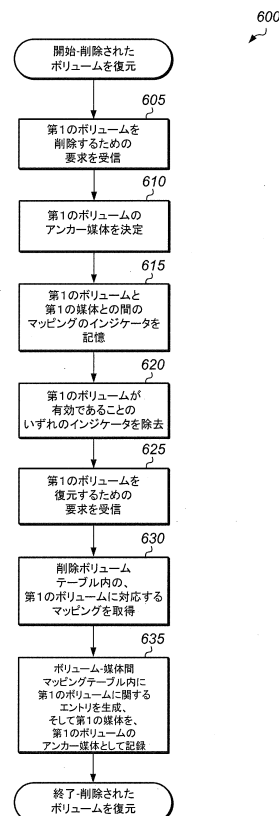 600
開始-削除された
ボリュームを復元
605
第1のボリュームを
削除するための
要求を受信
610
第1のボリュームの
アンカー媒体を決定
615
第1のボリュームと
第1の媒体との間の
マッピングのインジケータを
記憶
620
第1のボリュームが
有効であることの
いずれのインジケータを除去
625
第1のボリュームを
復元するための
要求を受信
630
削除ボリューム
テーブル内の、
第1のボリュームに対応する
マッピングを取得
635
ボリューム-媒体間
マッピングテーブル内に
第1のボリュームに関する
エントリを生成、
そして第1の媒体を、
第1のボリュームの
アンカー媒体として記録
終了-削除された
ボリュームを復元